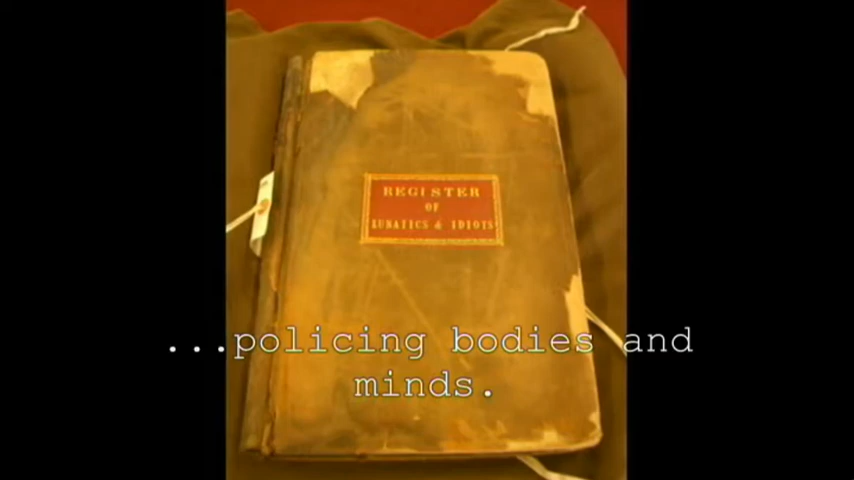 REGISTER
OF
LUNATICS & IDIOTS
...policing bodies and
minds.